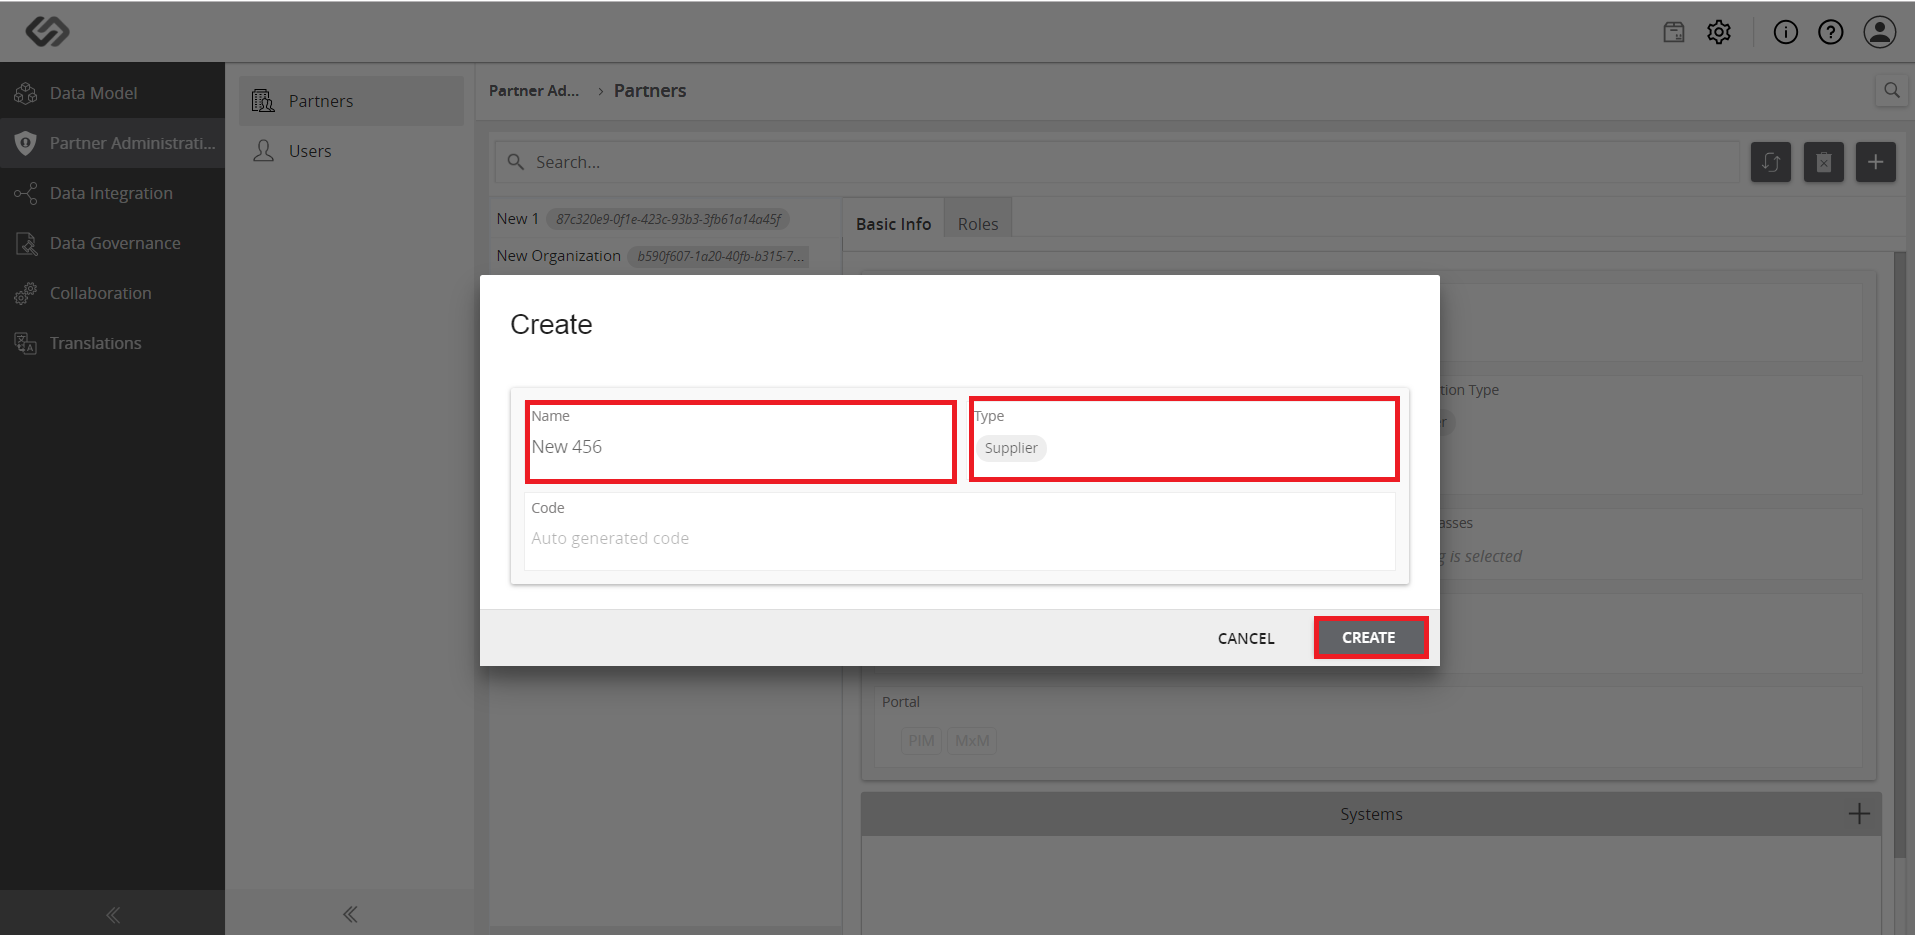 Data Model
Partner Administrati...
Data Integration
Data Governance
Collaboration
Translations
Partners
Users
Partner Ad... > Partners
Search...
New 1 87c320e9-0f1e-423c-93b3-3fb61a14a45f
New Organization b590f607-1a20-40fb-b315-7...
Basic Info Roles
Create
Name
New 456
Type
Supplier
Code
Auto generated code
CANCEL CREATE
tion Type
r
asses
g is selected
Portal
PIM MxM
Systems